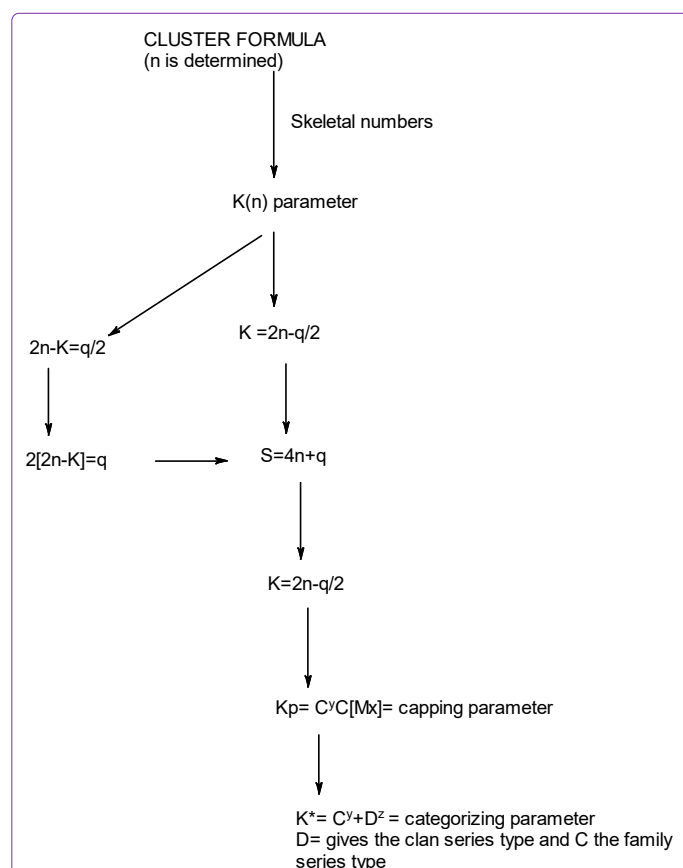 CLUSTER FORMULA
(n is determined)
Skeletal numbers
K(n) parameter
K =2n-q/2
2n-K=q/2
2[2n-K]=q
S=4n+q
K=2n-q/2
Kp= CʸC[Mx]= capping parameter
K*= Cʸ+Dᶻ = categorizing parameter
D= gives the clan series type and C the family
series type